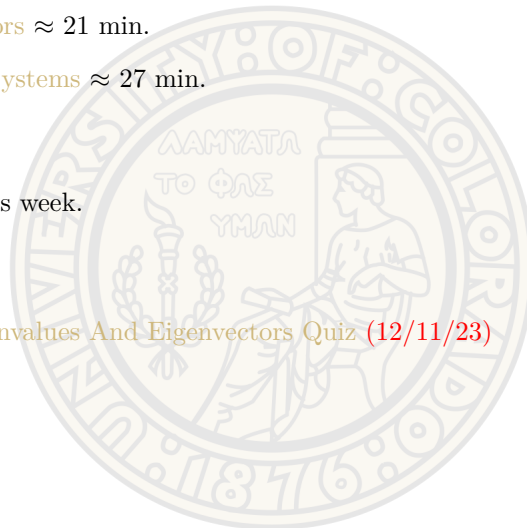 ors ≈ 21 min.
ystems ≈ 27 min.
s week.
nvalues And Eigenvectors Quiz (12/11/23)
UNIVERSITY·OF·COLORADO·
·1876·
ΛΑΜΨΑΤΩ
ΤΟ ΦΩΣ
ΥΜΩΝ